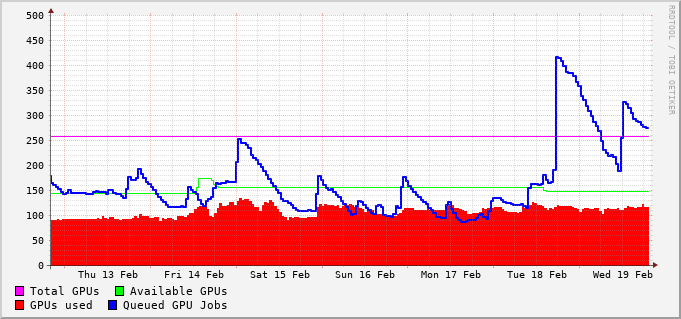 500
450
400
350
300
250
200
150
100
50
0
Thu 13 Feb Fri 14 Feb Sat 15 Feb Sun 16 Feb Mon 17 Feb Tue 18 Feb Wed 19 Feb
Total GPUs Available GPUs
GPUs used Queued GPU Jobs
RRDTOOL / TOBI OETIKER